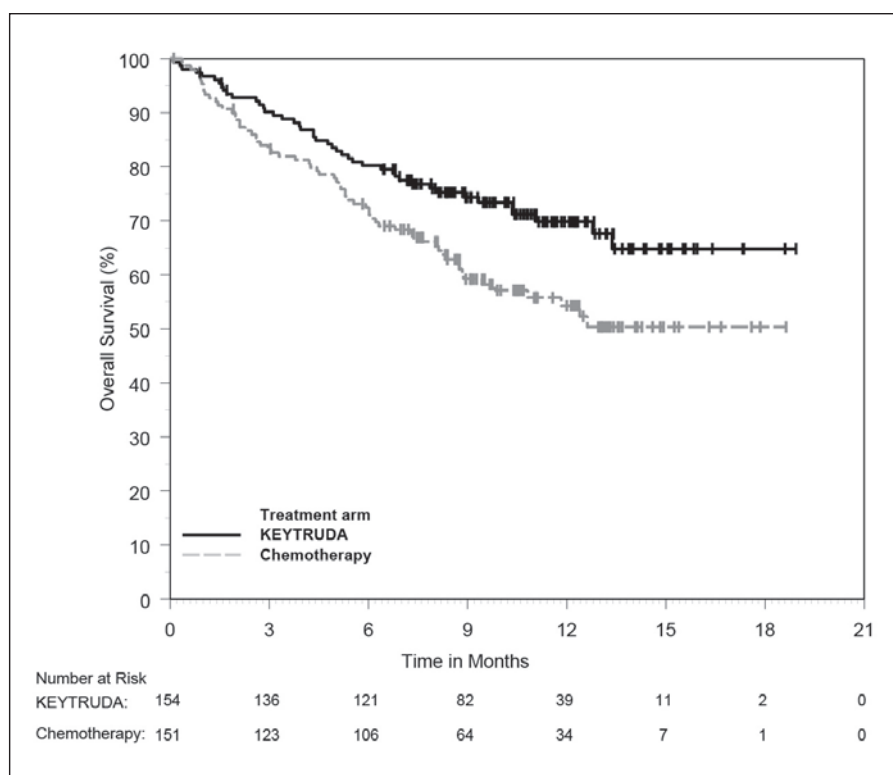 100
90
80
70
60
50
40
30
20
10
0
Overall Survival (%)
Treatment arm
KEYTRUDA
Chemotherapy
0 3 6 9 12 15 18 21
Time in Months
Number at Risk
KEYTRUDA: 154 136 121 82 39 11 2 0
Chemotherapy: 151 123 106 64 34 7 1 0